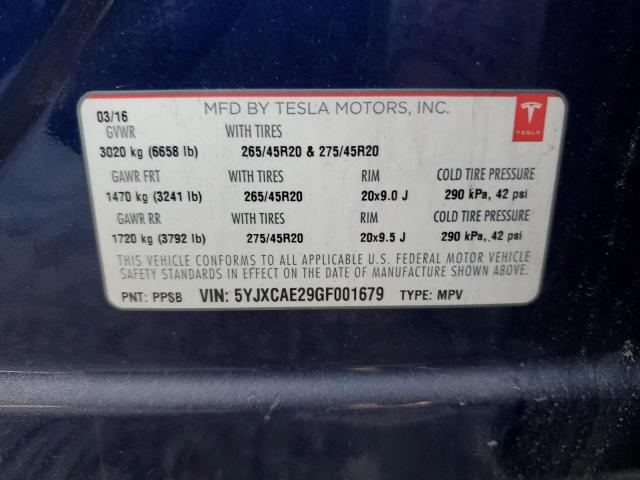 MFD BY TESLA MOTORS, INC.
03/16
GVWR WITH TIRES
3020 kg (6658 lb) 265/45R20 & 275/45R20
GAWR FRT WITH TIRES RIM COLD TIRE PRESSURE
1470 kg (3241 lb) 265/45R20 20x9.0 J 290 kPa, 42 psi
GAWR RR WITH TIRES RIM COLD TIRE PRESSURE
1720 kg (3792 lb) 275/45R20 20x9.5 J 290 kPa, 42 psi
THIS VEHICLE CONFORMS TO ALL APPLICABLE U.S. FEDERAL MOTOR VEHICLE
SAFETY STANDARDS IN EFFECT ON THE DATE OF MANUFACTURE SHOWN ABOVE.
PNT: PPSB VIN: 5YJXCAE29GF001679 TYPE: MPV
TESLA